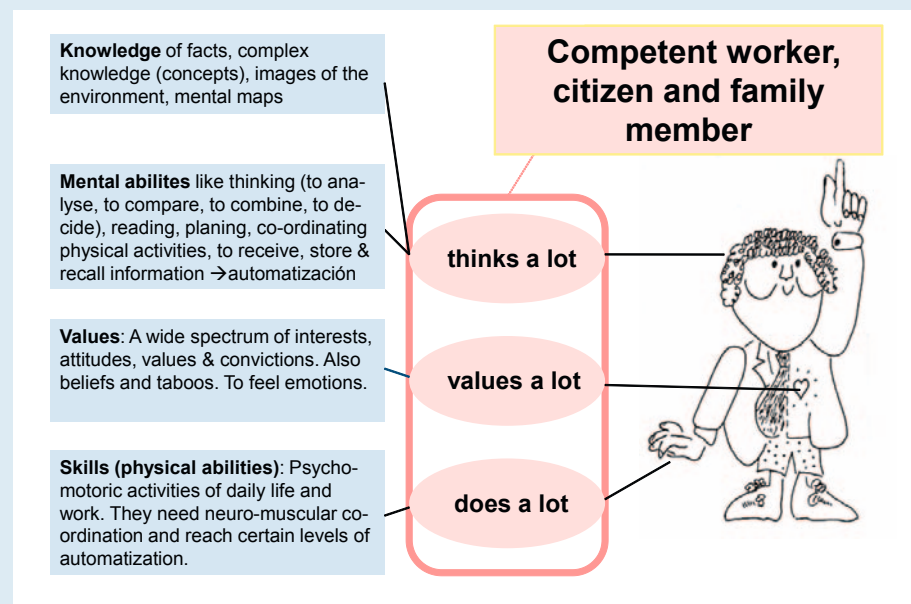 Knowledge of facts, complex
knowledge (concepts), images of the
environment, mental maps
Competent worker,
citizen and family
member
Mental abilites like thinking (to ana-
lyse, to compare, to combine, to de-
cide), reading, planing, co-ordinating
physical activities, to receive, store &
recall information →automatización
thinks a lot
Values: A wide spectrum of interests,
attitudes, values & convictions. Also
beliefs and taboos. To feel emotions.
values a lot
Skills (physical abilities): Psycho-
motoric activities of daily life and
work. They need neuro-muscular co-
ordination and reach certain levels of
automatization.
does a lot